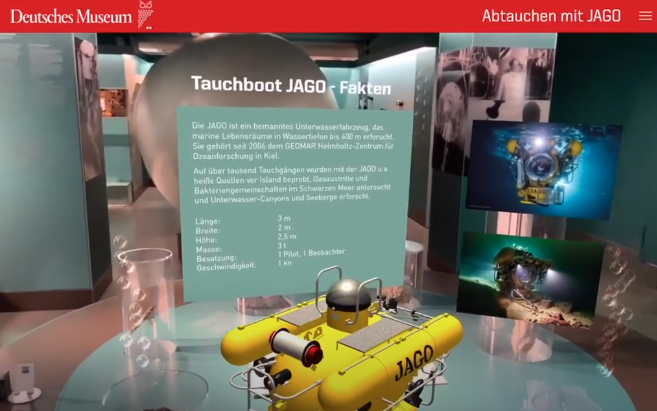 Deutsches Museum
Abtauchen mit JAGO
Tauchboot JAGO - Fakten
Die JAGO ist ein bemanntes Unterwasserfahrzeug, das
marine Lebensräume in Wassertiefen bis 400 m erforscht.
Sie gehört seit 2006 dem GEOMAR Helmholtz-Zentrum für
Ozeanforschung in Kiel.
Auf über tausend Tauchgängen wurden mit der JAGO u.a.
heiße Quellen vor Island beprobt, Gasaustritte und
Bakteriengemeinschaften im Schwarzen Meer untersucht
und Unterwasser-Canyons und Seeberge erforscht.
Länge: 3 m
Breite: 2 m
Höhe: 2,5 m
Masse: 3 t
Besatzung: 1 Pilot, 1 Beobachter
Geschwindigkeit: 1 kn
JAGO